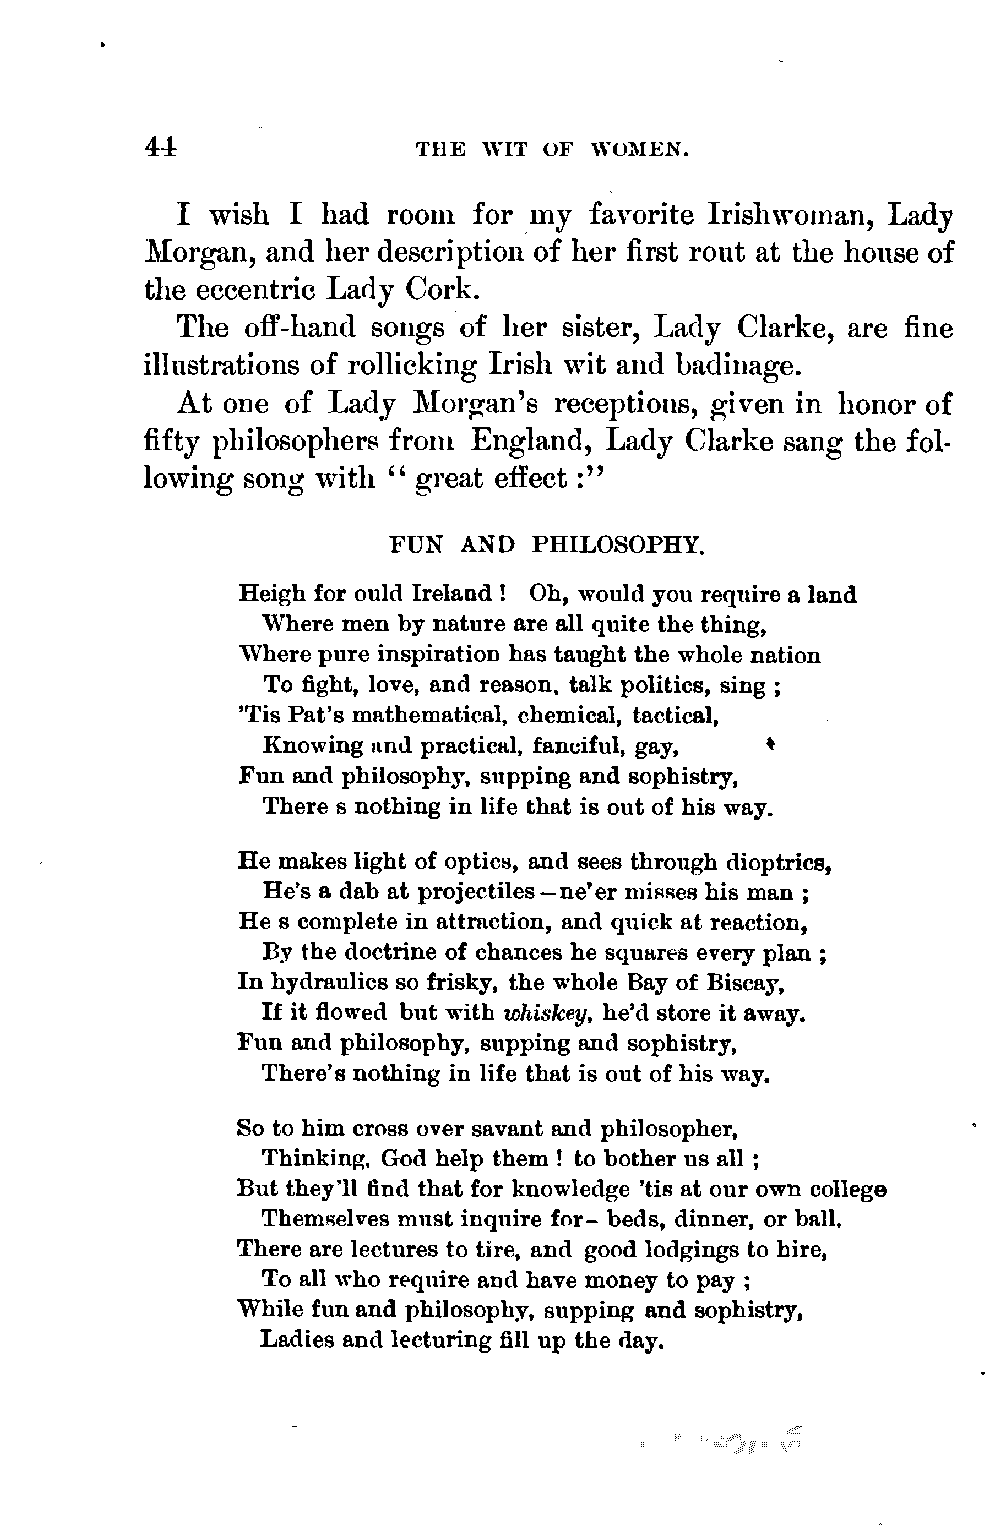 44 THE WIT OF WOMEN.
I wish I had room for my favorite Irishwoman, Lady
Morgan, and her description of her first rout at the house of
the eccentric Lady Cork.
The off-hand songs of her sister, Lady Clarke, are fine
illustrations of rollicking Irish wit and badinage.
At one of Lady Morgan's receptions, given in honor of
fifty philosophers from England, Lady Clarke sang the fol-
lowing song with “ great effect :”
FUN AND PHILOSOPHY.
Heigh for ould Ireland ! Oh, would you require a land
Where men by nature are all quite the thing,
Where pure inspiration has taught the whole nation
To fight, love, and reason, talk politics, sing ;
'Tis Pat's mathematical, chemical, tactical,
Knowing and practical, fanciful, gay,
Fun and philosophy, supping and sophistry,
There s nothing in life that is out of his way.
He makes light of optics, and sees through dioptrics,
He's a dab at projectiles—ne'er misses his man ;
He s complete in attraction, and quick at reaction,
By the doctrine of chances he squares every plan ;
In hydraulics so frisky, the whole Bay of Biscay,
If it flowed but with whiskey, he'd store it away.
Fun and philosophy, supping and sophistry,
There's nothing in life that is out of his way.
So to him cross over savant and philosopher,
Thinking, God help them ! to bother us all ;
But they'll find that for knowledge 'tis at our own college
Themselves must inquire for— beds, dinner, or ball.
There are lectures to tire, and good lodgings to hire,
To all who require and have money to pay ;
While fun and philosophy, supping and sophistry,
Ladies and lecturing fill up the day.